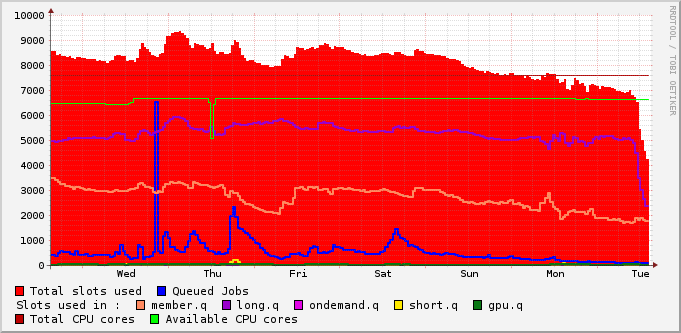 10000
9000
8000
7000
6000
5000
4000
3000
2000
1000
0
Wed Thu Fri Sat Sun Mon Tue
RRDTOOL / TOBI OETIKER
Total slots used Queued Jobs
Slots used in : member.q long.q ondemand.q short.q gpu.q
Total CPU cores Available CPU cores